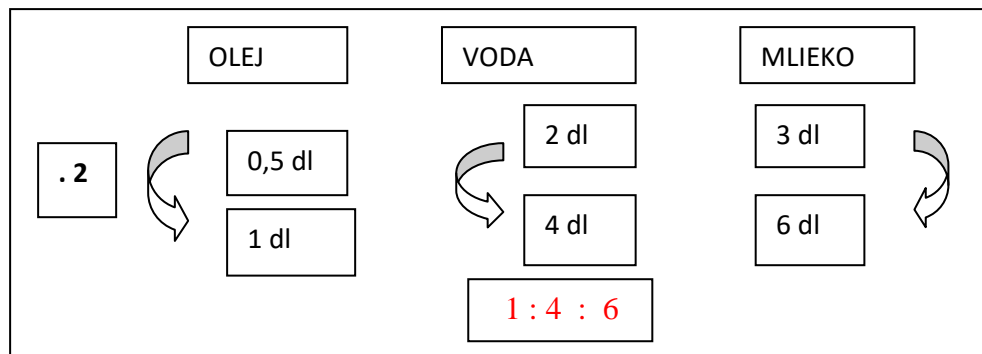 OLEJ VODA MLIEKO
2 dl 3 dl
0,5 dl
. 2
4 dl 6 dl
1 dl
1 : 4 : 6